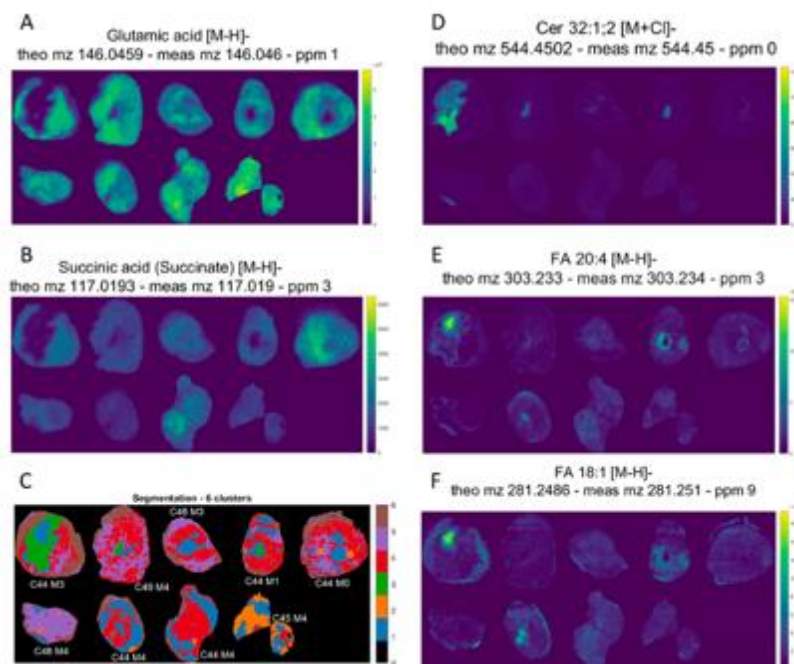 A
Glutamic acid [M-H]-
theo mz 146.0459 - meas mz 146.046 - ppm 1
B
Succinic acid (Succinate) [M-H]-
theo mz 117.0193 - meas mz 117.019 - ppm 3
C
Segmentation - 6 clusters
C44 M3
C49 M4
C46 M3
C44 M1
C44 M0
C46 M4
C44 M4
C44 M4
C45 M4
D
Cer 32:1;2 [M+Cl]-
theo mz 544.4502 - meas mz 544.45 - ppm 0
E
FA 20:4 [M-H]-
theo mz 303.233 - meas mz 303.234 - ppm 3
F
FA 18:1 [M-H]-
theo mz 281.2486 - meas mz 281.251 - ppm 9